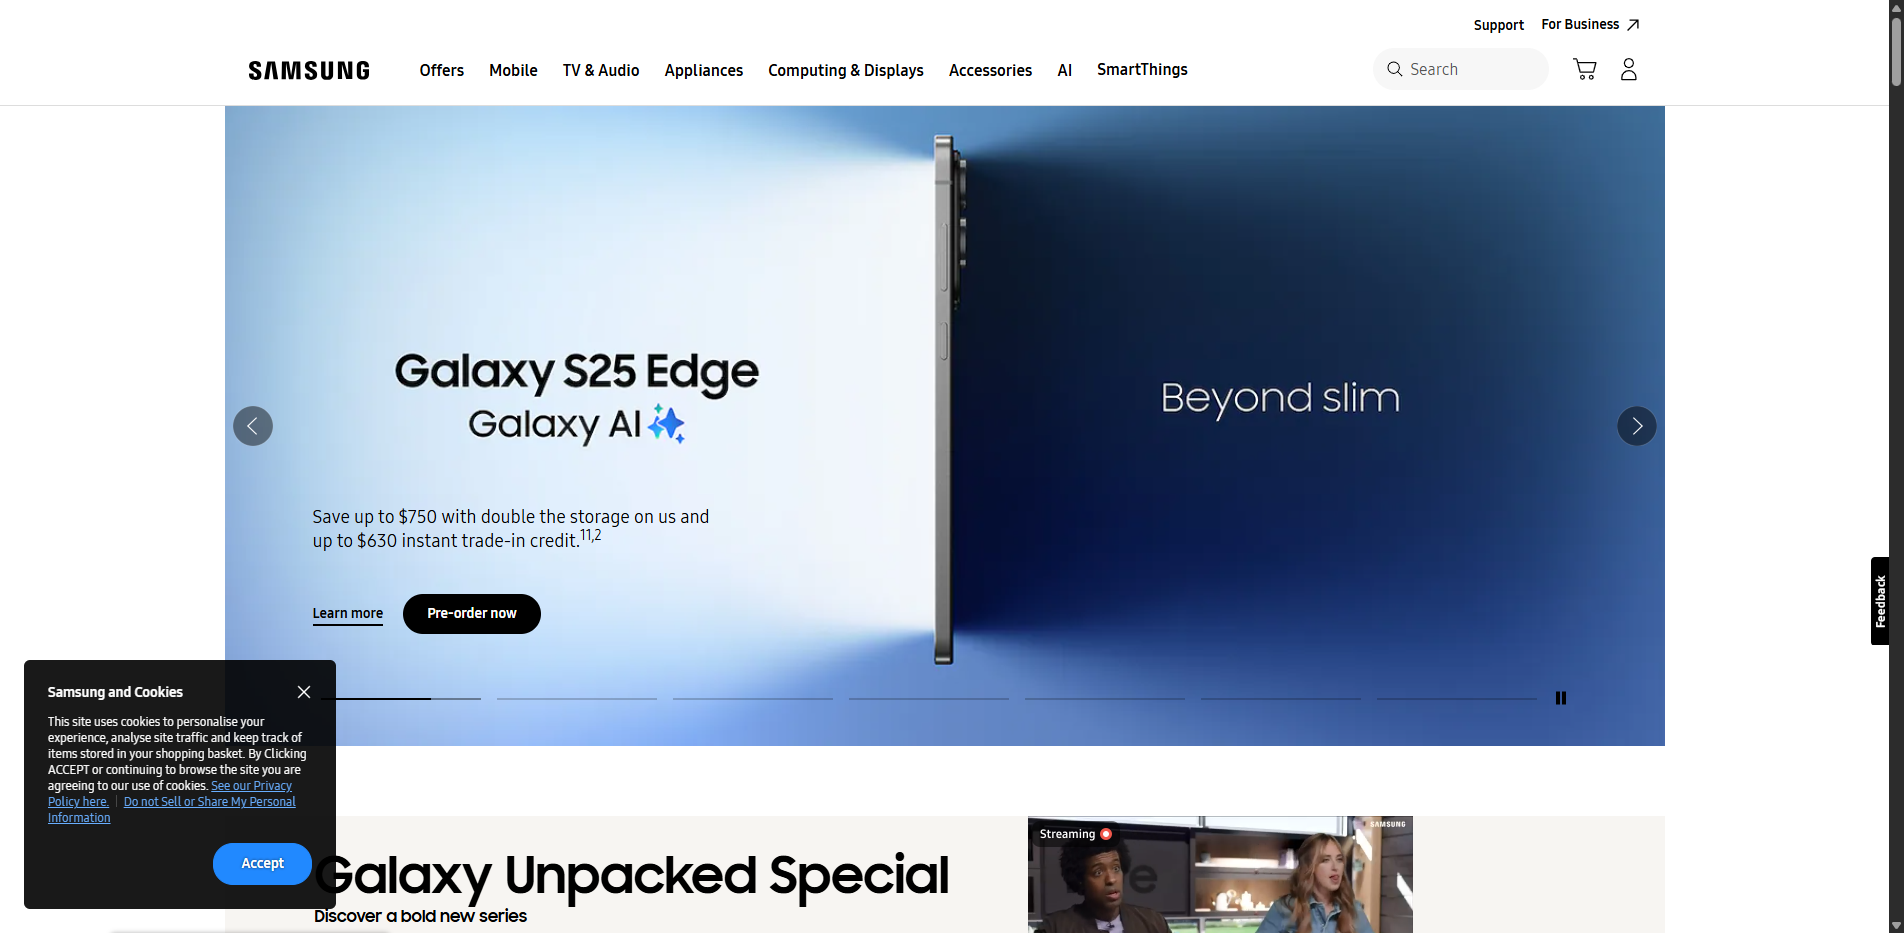 Support
For Business
SAMSUNG
Offers
Mobile
TV & Audio
Appliances
Computing & Displays
Accessories
AI
SmartThings
Search
Galaxy S25 Edge
Galaxy AI
Beyond slim
Save up to $750 with double the storage on us and
up to $630 instant trade-in credit.11,2
Learn more
Pre-order now
Feedback
Samsung and Cookies
This site uses cookies to personalise your
experience, analyse site traffic and keep track of
items stored in your shopping basket. By Clicking
ACCEPT or continuing to browse the site you are
agreeing to our use of cookies. See our Privacy
Policy here. | Do not Sell or Share My Personal
Information
Accept
Galaxy Unpacked Special
Discover a bold new series
Streaming
SAMSUNG